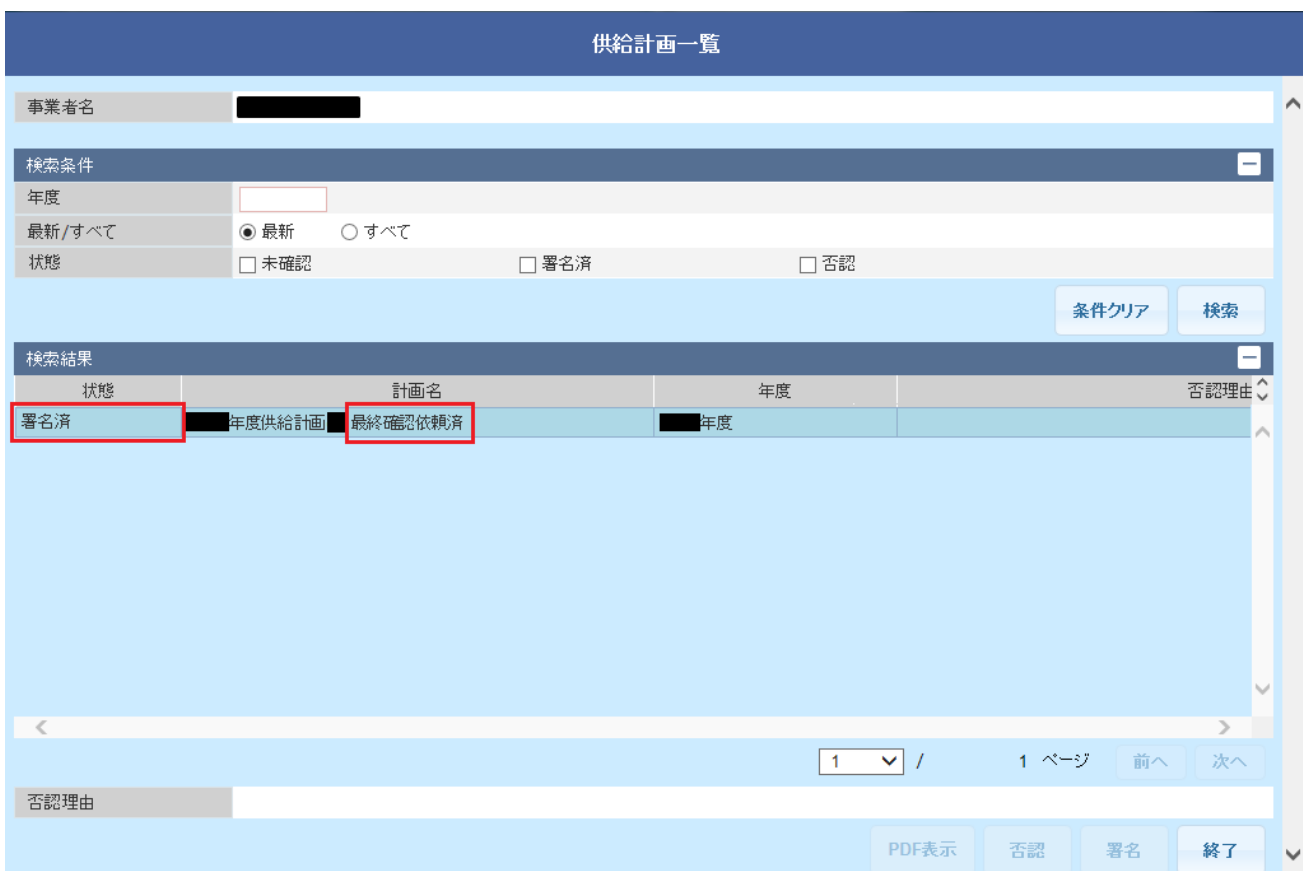 供給計画一覧
事業者名
検索条件
年度
最新/すべて 最新 すべて
状態 未確認 署名済 否認
条件クリア 検索
検索結果
状態 計画名 年度 否認理由
署名済 年度供給計画 最終確認依頼済 年度
1 / 1 ページ 前へ 次へ
否認理由
PDF表示 否認 署名 終了